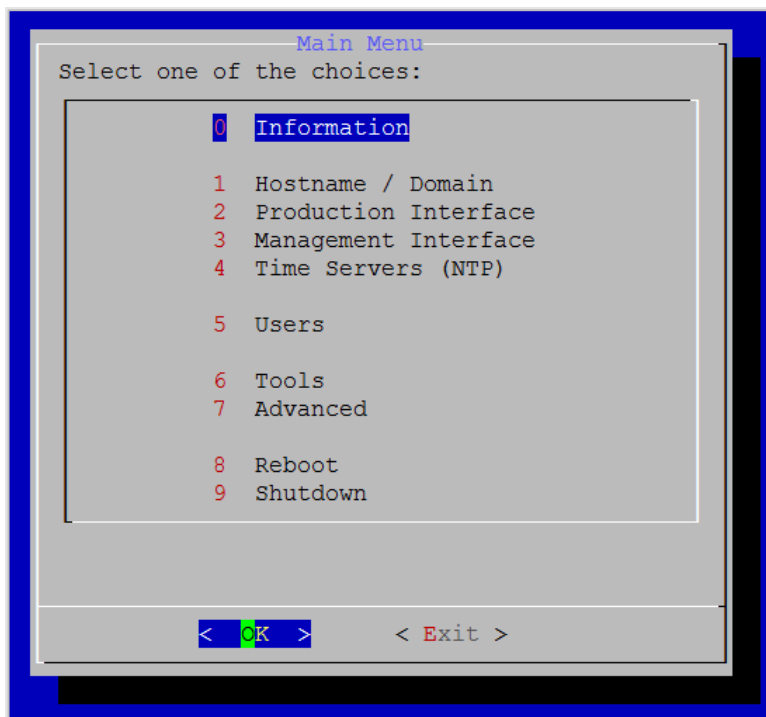 Main Menu
Select one of the choices:
0 Information
1 Hostname / Domain
2 Production Interface
3 Management Interface
4 Time Servers (NTP)
5 Users
6 Tools
7 Advanced
8 Reboot
9 Shutdown
< OK > < Exit >